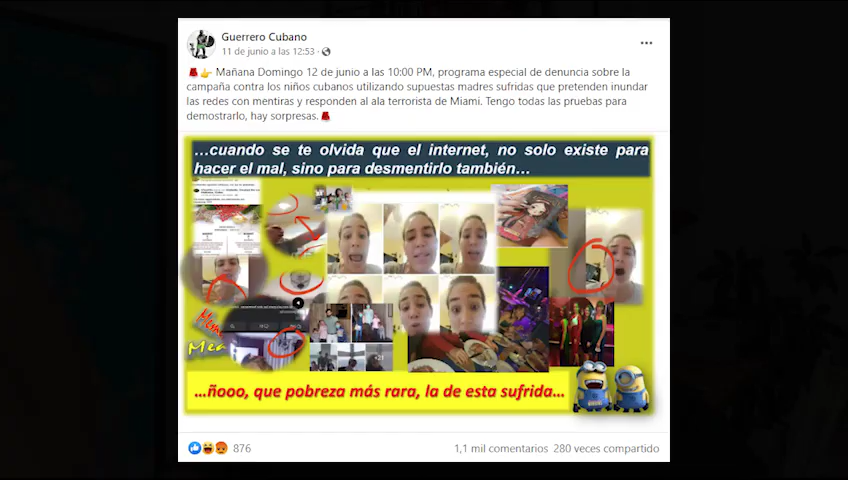 Guerrero Cubano
11 de junio a las 12:53 ·
Mañana Domingo 12 de junio a las 10:00 PM, programa especial de denuncia sobre la
campaña contra los niños cubanos utilizando supuestas madres sufridas que pretenden inundar
las redes con mentiras y responden al ala terrorista de Miami. Tengo todas las pruebas para
demostrarlo, hay sorpresas.
...cuando se te olvida que el internet, no solo existe para
hacer el mal, sino para desmentirlo también...
+21
...ñooo, que pobreza más rara, la de esta sufrida...
876
1,1 mil comentarios 280 veces compartido